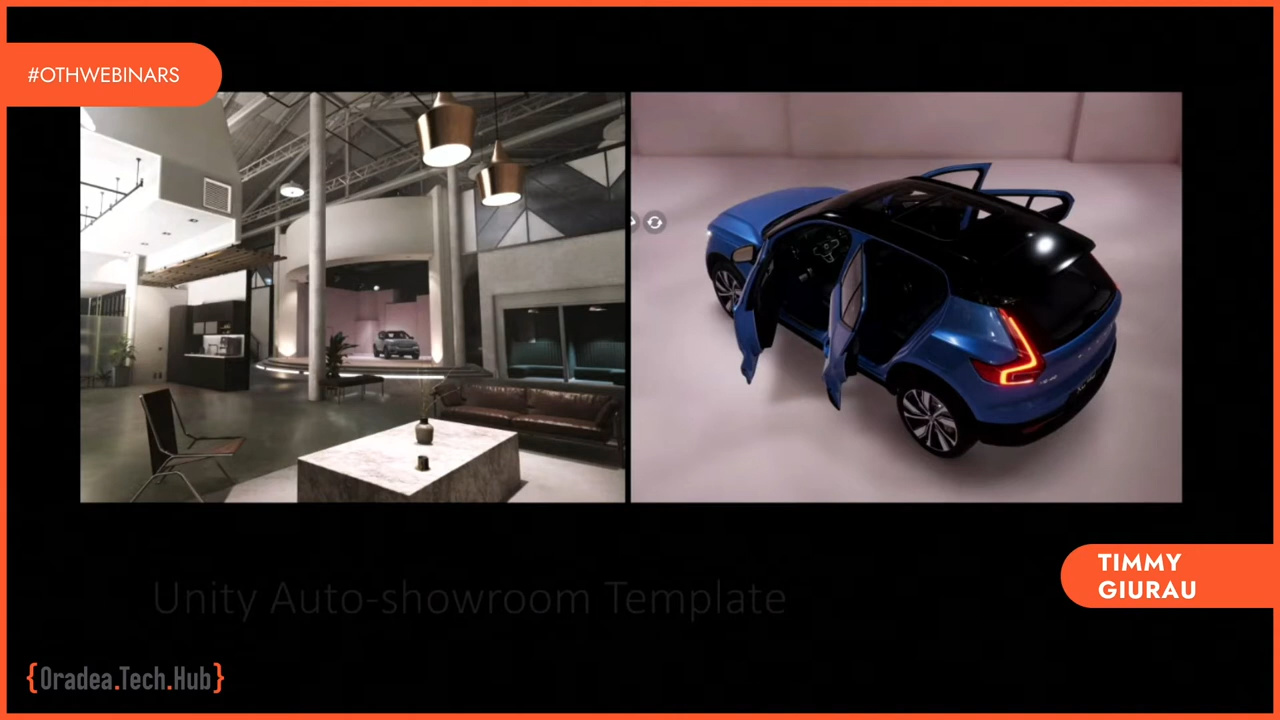 #OTHWEBINARS
Unity Auto-showroom Template
TIMMY
GIURAU
{Oradea.Tech.Hub}